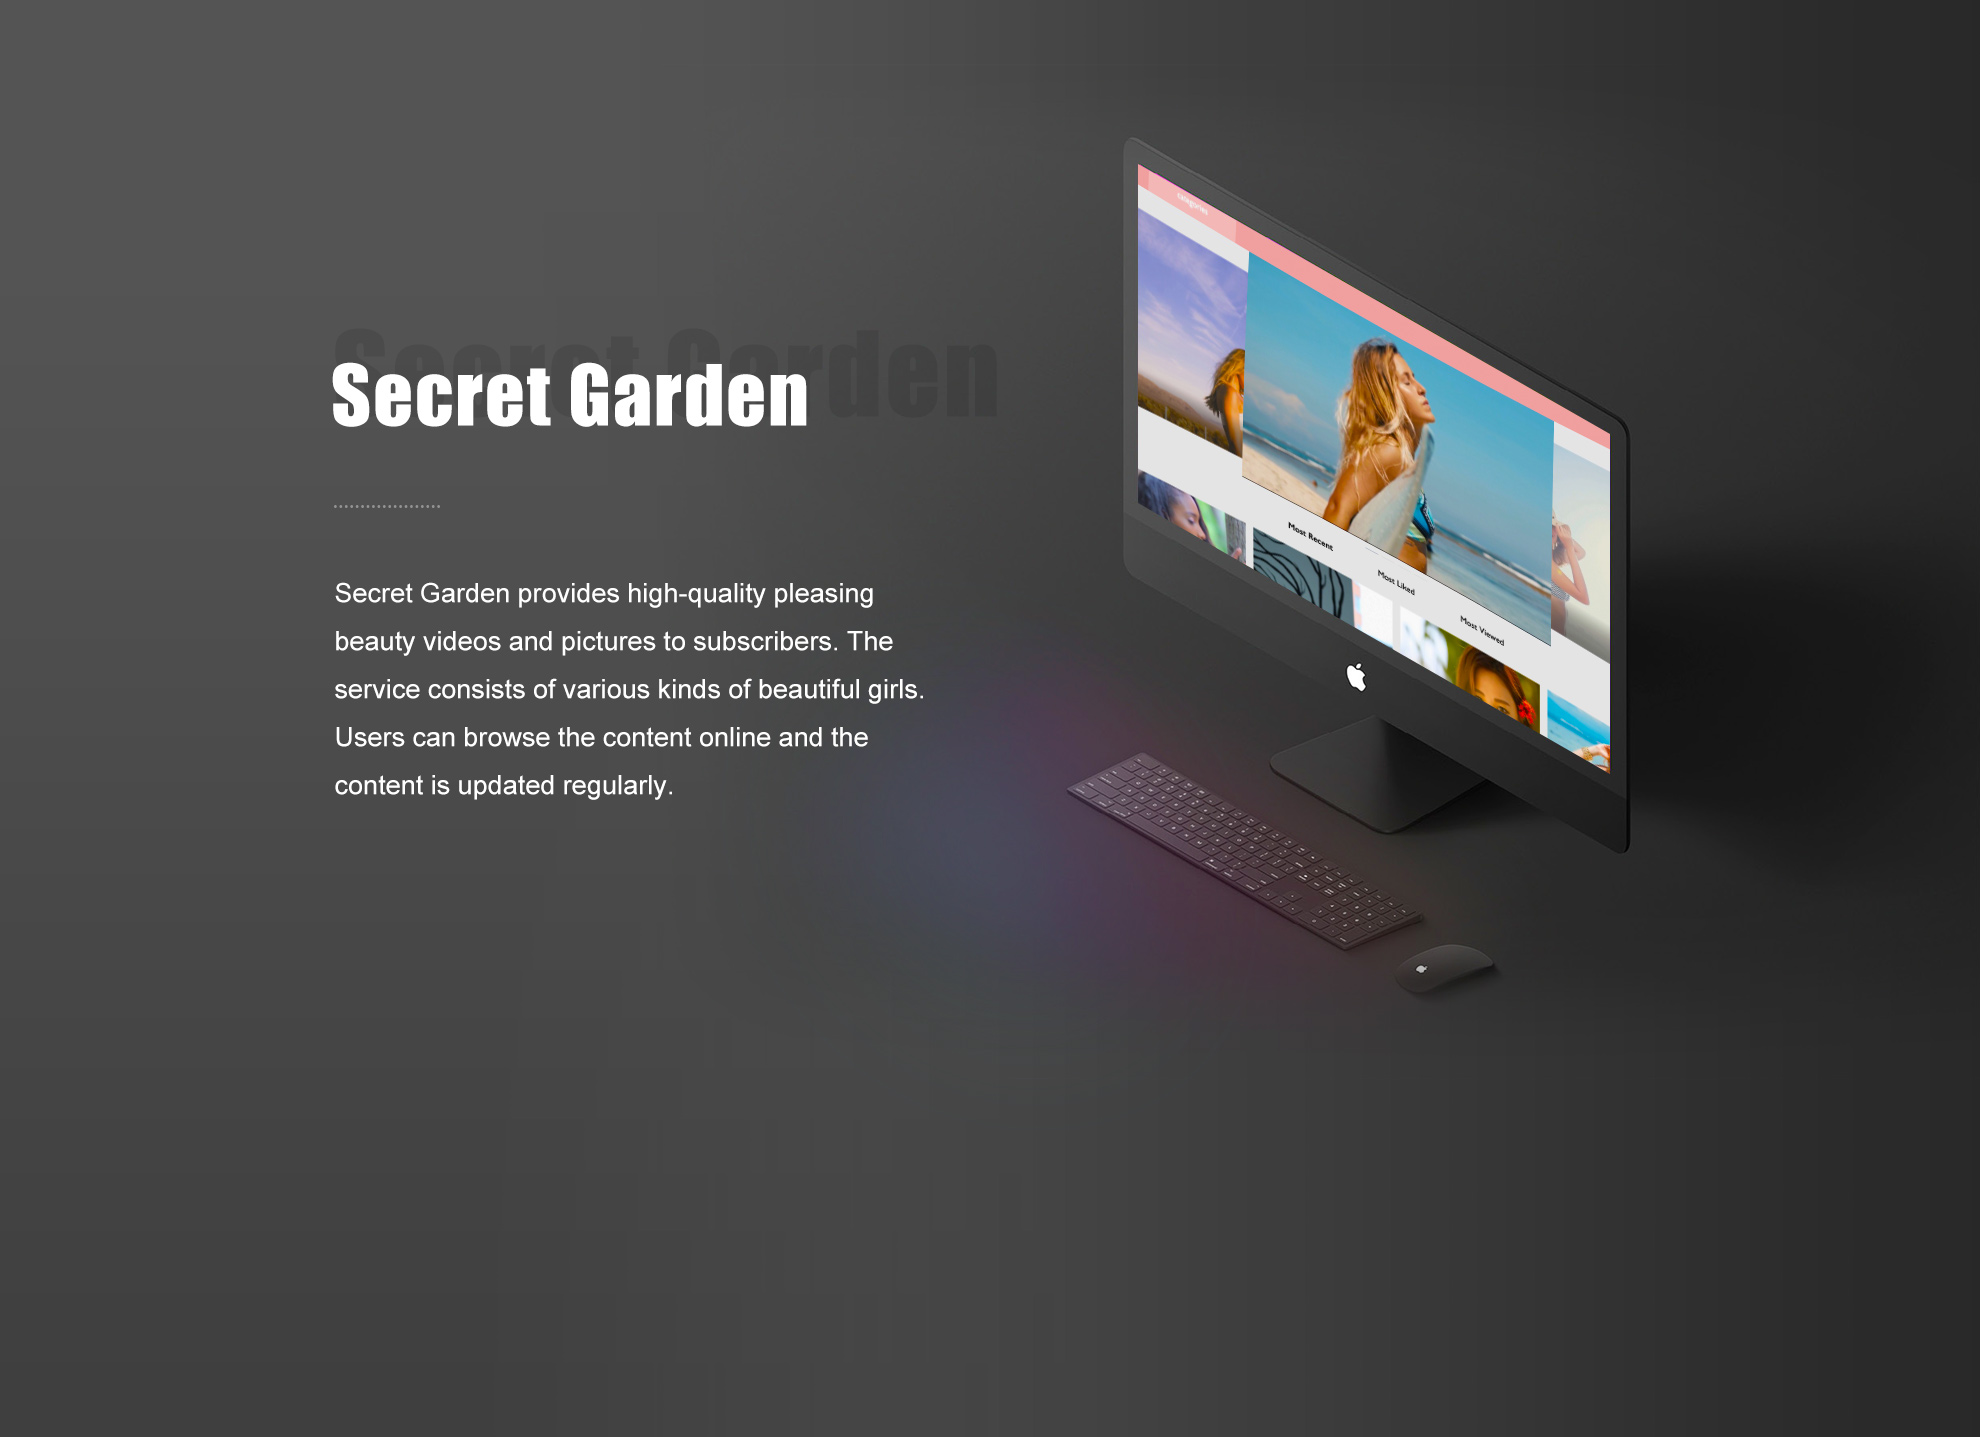 Secret Garden
Secret Garden
Secret Garden provides high-quality pleasing
beauty videos and pictures to subscribers. The
service consists of various kinds of beautiful girls.
Users can browse the content online and the
content is updated regularly.
categories
Most Recent
Most Liked
Most Viewed